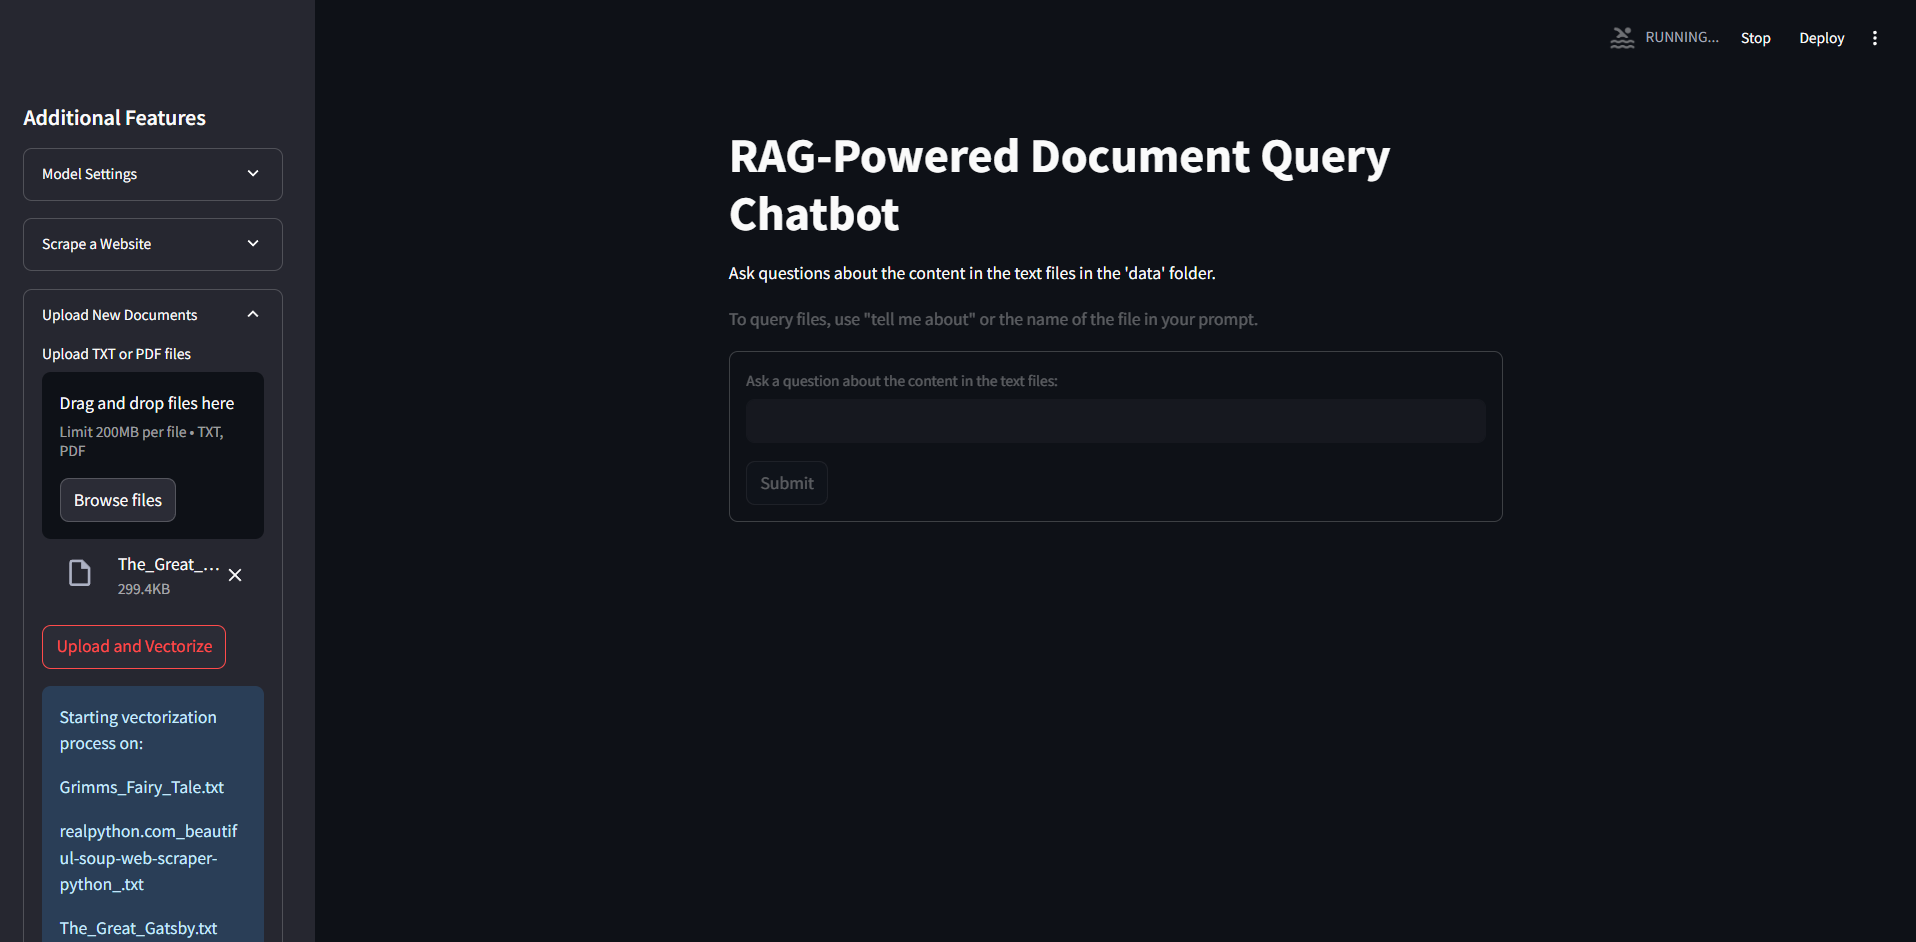 RUNNING...
Stop
Deploy
Additional Features
Model Settings
Scrape a Website
Upload New Documents
Upload TXT or PDF files
Drag and drop files here
Limit 200MB per file • TXT,
PDF
Browse files
The_Great_...
299.4KB
Upload and Vectorize
Starting vectorization
process on:
Grimms_Fairy_Tale.txt
realpython.com_beautif
ul-soup-web-scraper-
python_.txt
The_Great_Gatsby.txt
RAG-Powered Document Query
Chatbot
Ask questions about the content in the text files in the 'data' folder.
To query files, use "tell me about" or the name of the file in your prompt.
Ask a question about the content in the text files:
Submit